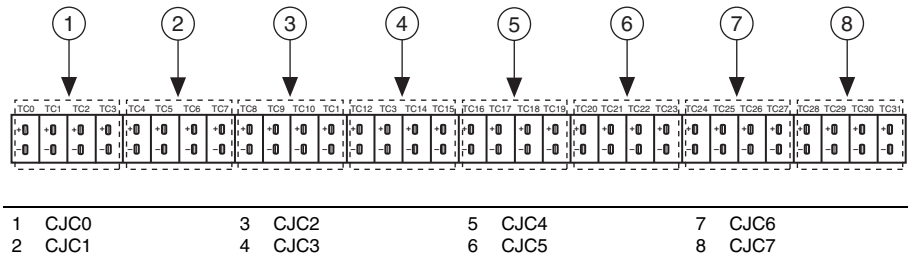 1 2 3 4 5 6 7 8
TC0 TC1 TC2 TC3 TC4 TC5 TC6 TC7 TC8 TC9 TC10 TC1 TC12 TC3 TC14 TC15 TC16 TC17 TC18 TC19 TC20 TC21 TC22 TC23 TC24 TC25 TC26 TC27 TC28 TC29 TC30 TC31
+ + + + + + + + + + + + + + + + + + + + + + + + + + + + + + + +
– – – – – – – – – – – – – – – – – – – – – – – – – – – – – – – –
1 CJC0 3 CJC2 5 CJC4 7 CJC6
2 CJC1 4 CJC3 6 CJC5 8 CJC7